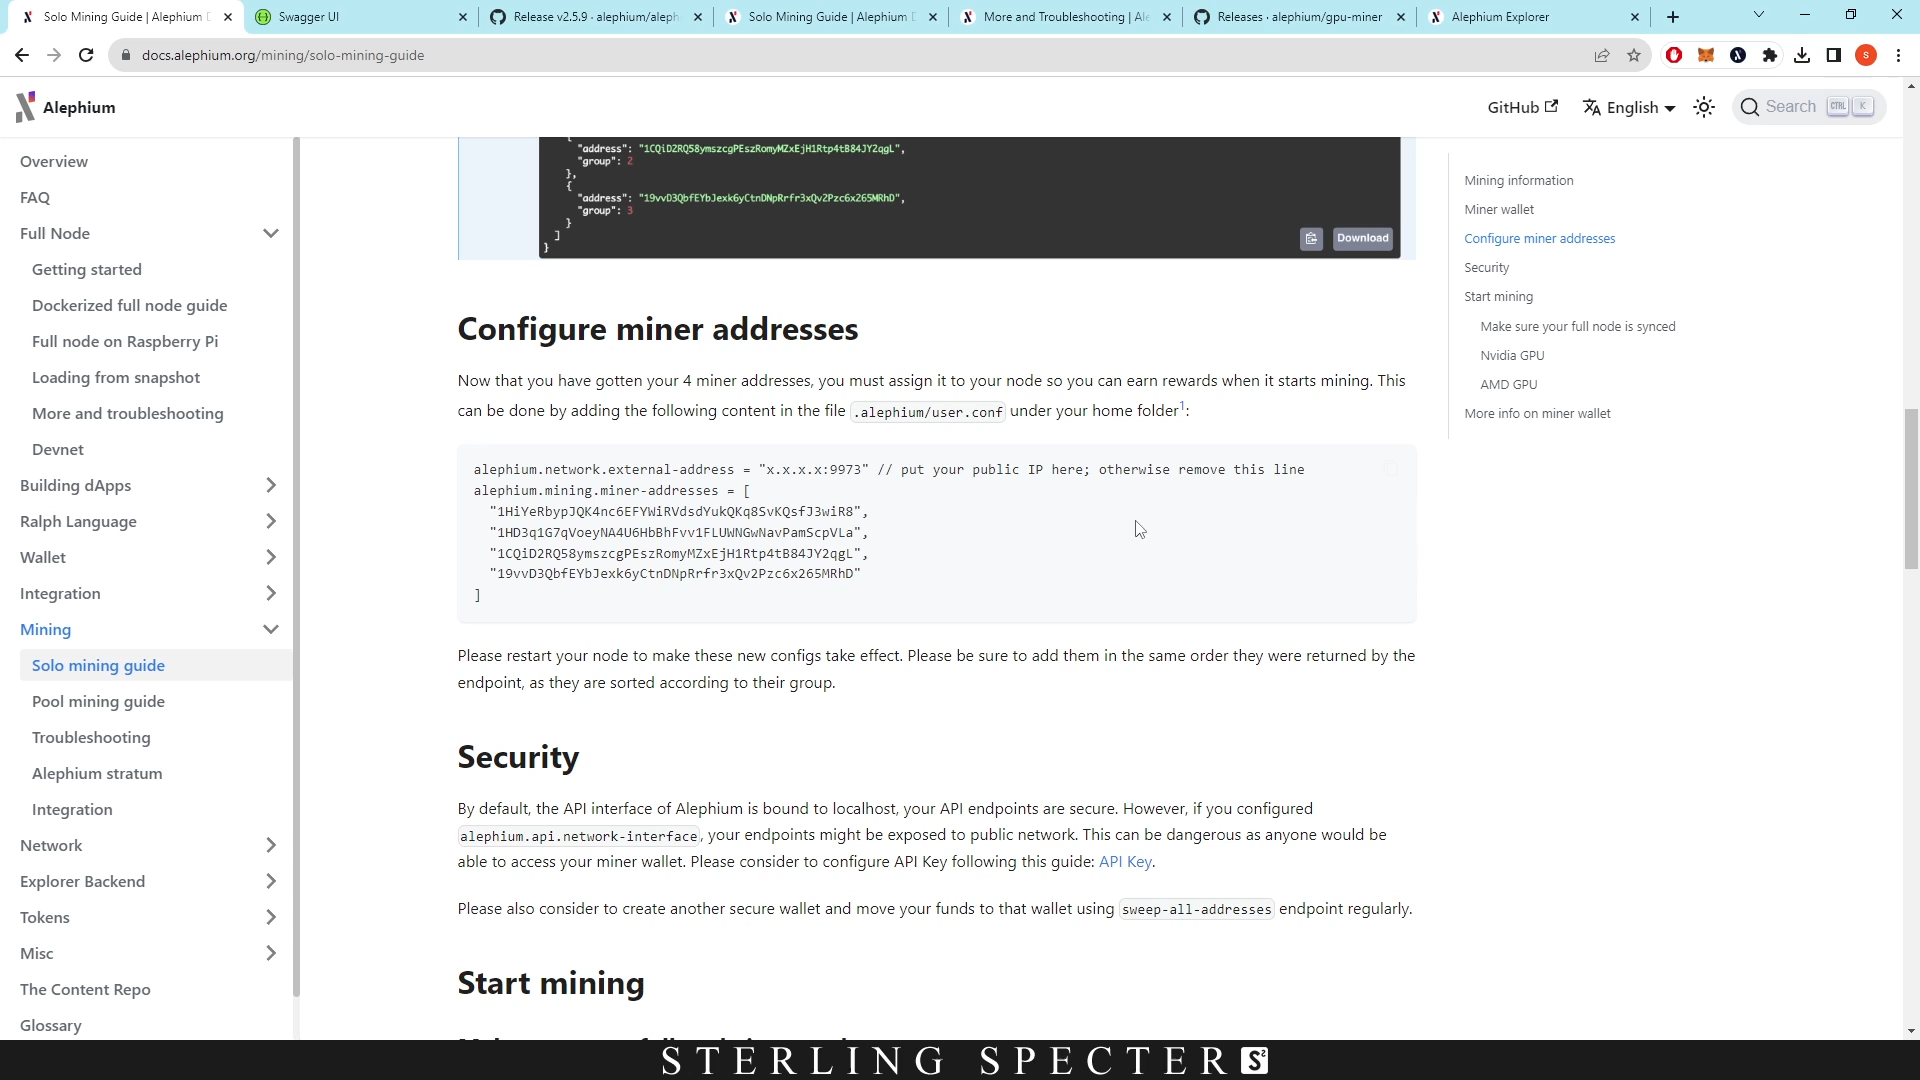 Solo Mining Guide | Alephium D
Swagger UI
Release v2.5.9 · alephium/aleph
Solo Mining Guide | Alephium D
More and Troubleshooting | Ale
Releases · alephium/gpu-miner
Alephium Explorer
docs.alephium.org/mining/solo-mining-guide
S
Alephium
GitHub
English
Search CTRL K
Overview
FAQ
Full Node
Getting started
Dockerized full node guide
Full node on Raspberry Pi
Loading from snapshot
More and troubleshooting
Devnet
Building dApps
Ralph Language
Wallet
Integration
Mining
Solo mining guide
Pool mining guide
Troubleshooting
Alephium stratum
Integration
Network
Explorer Backend
Tokens
Misc
The Content Repo
Glossary
"address": "1CQiD2RQ58ymszcgPEszRomyMZxEjH1Rtp4tB84JY2qgL",
"group": 2
},
{
"address": "19vvD3QbfEYbJexk6yCtnDNpRrfr3xQv2Pzc6x265MRhD",
"group": 3
}
]
}
Download
Configure miner addresses
Now that you have gotten your 4 miner addresses, you must assign it to your node so you can earn rewards when it starts mining. This
can be done by adding the following content in the file .alephium/user.conf under your home folder1:
alephium.network.external-address = "x.x.x.x:9973" // put your public IP here; otherwise remove this line
alephium.mining.miner-addresses = [
"1HiYeRbypJQK4nc6EFYWiRVdsdYukQKq8SvKQsfJ3wiR8",
"1HD3q1G7qVoeyNA4U6HbBhFvv1FLUWNGwNavPamScpVLa",
"1CQiD2RQ58ymszcgPEszRomyMZxEjH1Rtp4tB84JY2qgL",
"19vvD3QbfEYbJexk6yCtnDNpRrfr3xQv2Pzc6x265MRhD"
]
Please restart your node to make these new configs take effect. Please be sure to add them in the same order they were returned by the
endpoint, as they are sorted according to their group.
Security
By default, the API interface of Alephium is bound to localhost, your API endpoints are secure. However, if you configured
alephium.api.network-interface, your endpoints might be exposed to public network. This can be dangerous as anyone would be
able to access your miner wallet. Please consider to configure API Key following this guide: API Key.
Please also consider to create another secure wallet and move your funds to that wallet using sweep-all-addresses endpoint regularly.
Start mining
Mining information
Miner wallet
Configure miner addresses
Security
Start mining
Make sure your full node is synced
Nvidia GPU
AMD GPU
More info on miner wallet
STERLING SPECTER S²